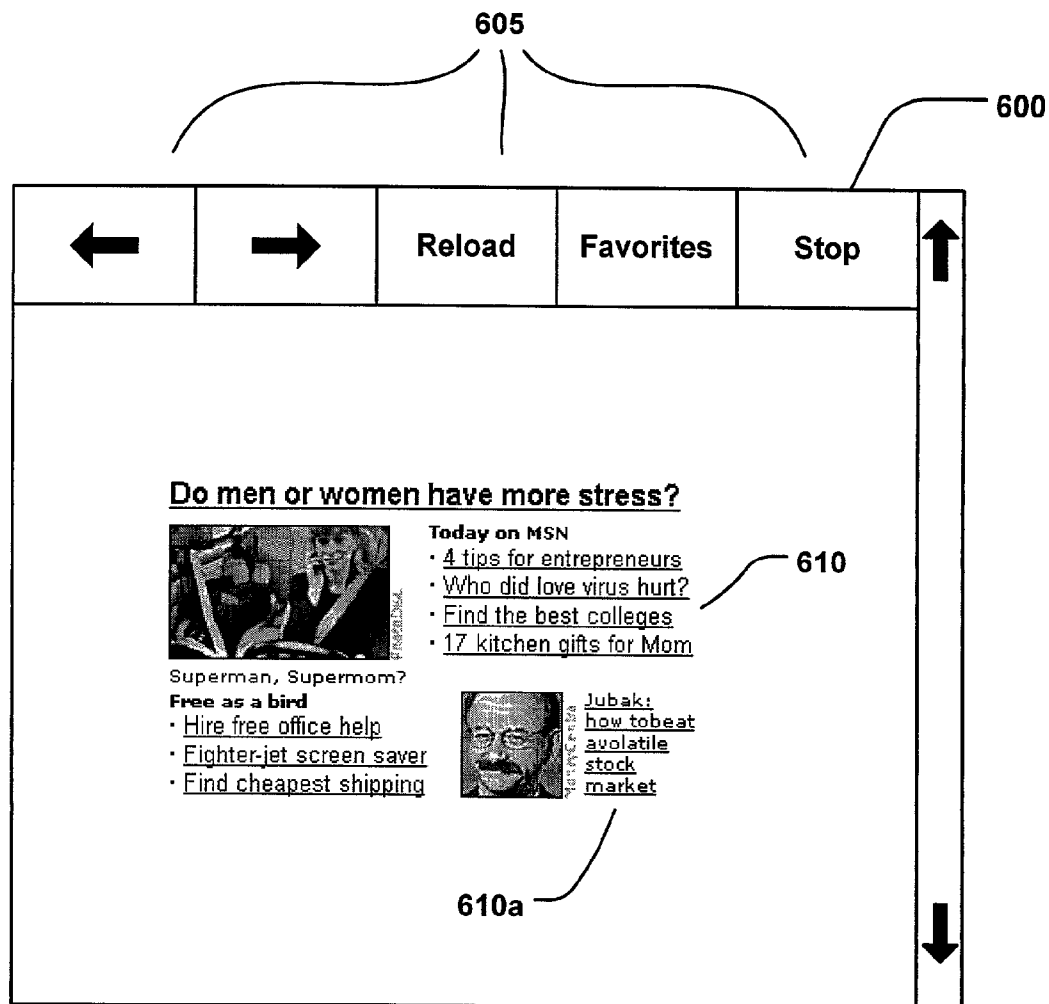 605
600
Reload Favorites Stop
Do men or women have more stress?
Today on MSN
· 4 tips for entrepreneurs
· Who did love virus hurt?
· Find the best colleges
· 17 kitchen gifts for Mom
610
PhotoDisc
Superman, Supermom?
Free as a bird
· Hire free office help
· Fighter-jet screen saver
· Find cheapest shipping
Jubak:
how tobeat
avolatile
stock
market
610a